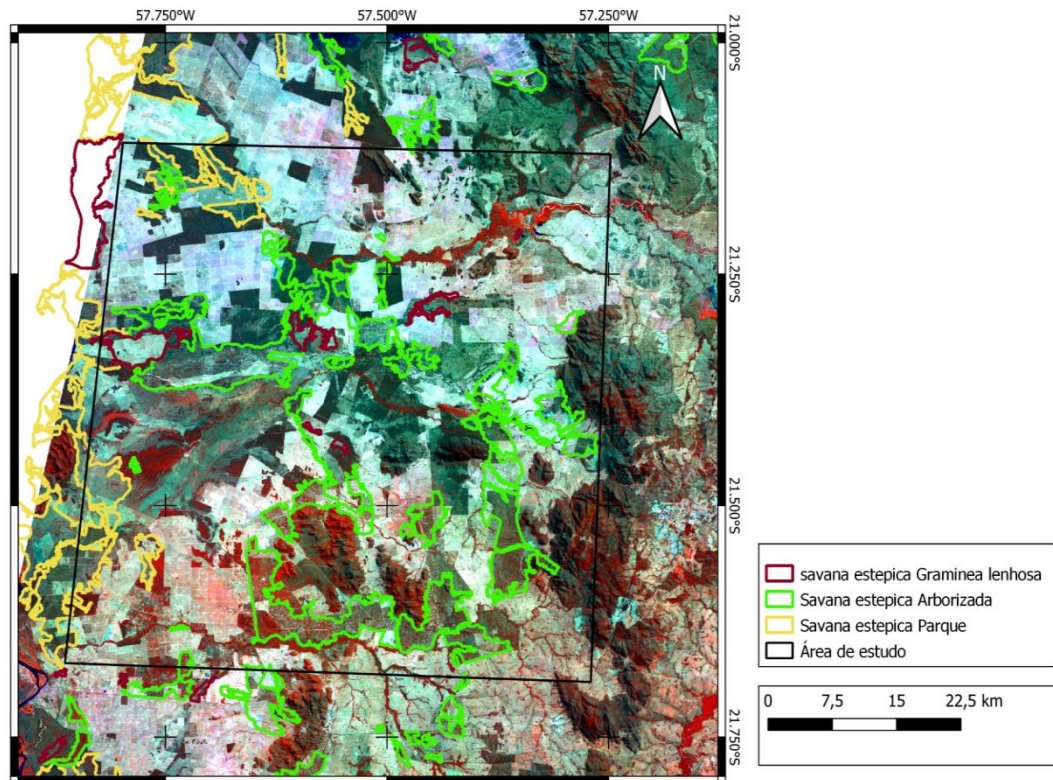 57.750°W 57.500°W 57.250°W
21.000°S
N
21.250°S
21.500°S
21.750°S
savana estepica Graminea lenhosa
Savana estepica Arborizada
Savana estepica Parque
Área de estudo
0 7,5 15 22,5 km